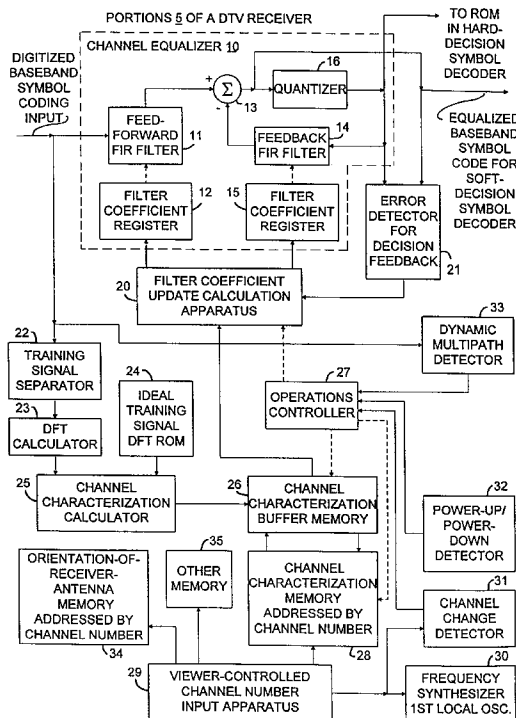 PORTIONS 5 OF A DTV RECEIVER
TO ROM
IN HARD-
DECISION
SYMBOL
DECODER
DIGITIZED
BASEBAND
SYMBOL
CODING
INPUT
CHANNEL EQUALIZER 10
16
+
Σ
-
13
QUANTIZER
FEED-
FORWARD
FIR FILTER
11
14
FEEDBACK
FIR FILTER
EQUALIZED
BASEBAND
SYMBOL
CODE FOR
SOFT-
DECISION
SYMBOL
DECODER
12
FILTER
COEFFICIENT
REGISTER
15
FILTER
COEFFICIENT
REGISTER
ERROR
DETECTOR
FOR
DECISION
FEEDBACK
21
20
FILTER COEFFICIENT
UPDATE CALCULATION
APPARATUS
33
DYNAMIC
MULTIPATH
DETECTOR
22
TRAINING
SIGNAL
SEPARATOR
24
IDEAL
TRAINING
SIGNAL
DFT ROM
27
OPERATIONS
CONTROLLER
23
DFT
CALCULATOR
25
CHANNEL
CHARACTERIZATION
CALCULATOR
26
CHANNEL
CHARACTERIZATION
BUFFER MEMORY
32
POWER-UP/
POWER-
DOWN
DETECTOR
ORIENTATION-OF-
RECEIVER-
ANTENNA
MEMORY
ADDRESSED BY
CHANNEL NUMBER
34
35
OTHER
MEMORY
CHANNEL
CHARACTERIZATION
MEMORY
ADDRESSED BY
CHANNEL NUMBER
28
31
CHANNEL
CHANGE
DETECTOR
29
VIEWER-CONTROLLED
CHANNEL NUMBER
INPUT APPARATUS
30
FREQUENCY
SYNTHESIZER
1ST LOCAL OSC.